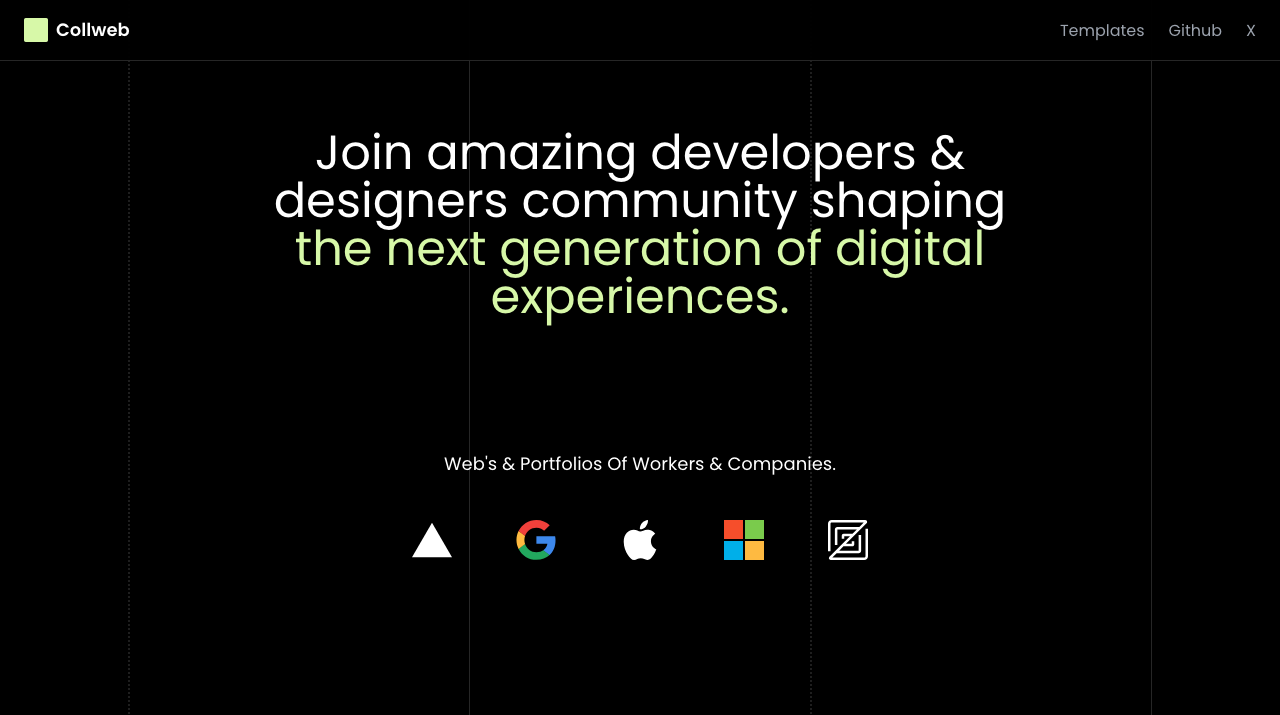 Collweb
Templates Github X
Join amazing developers &
designers community shaping
the next generation of digital
experiences.
Web's & Portfolios Of Workers & Companies.